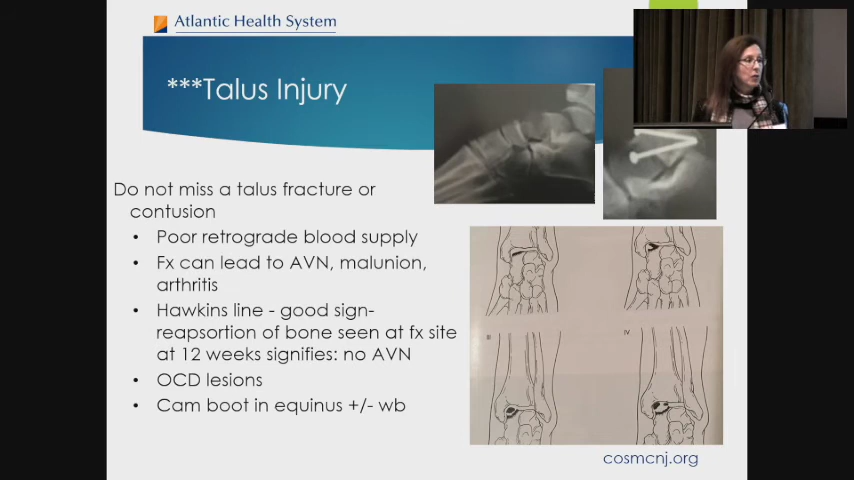 Atlantic Health System
***Talus Injury
Do not miss a talus fracture or
contusion
• Poor retrograde blood supply
• Fx can lead to AVN, malunion,
arthritis
• Hawkins line - good sign-
reapsortion of bone seen at fx site
at 12 weeks signifies: no AVN
• OCD lesions
• Cam boot in equinus +/- wb
III
IV
cosmcnj.org